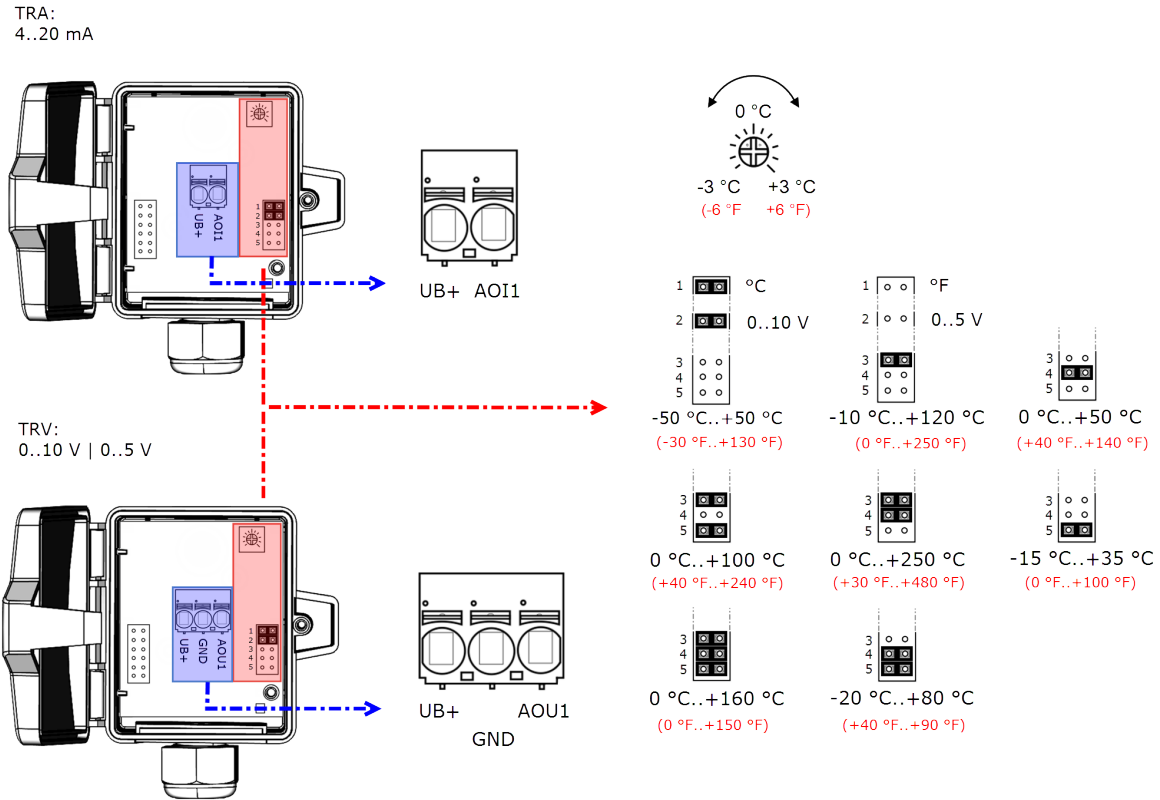 TRA:
4..20 mA
1
2
3
4
5
UB+
AOI1
UB+ AOI1
0 °C
-3 °C +3 °C
(-6 °F +6 °F)
1 °C
2 0..10 V
3
4
5
-50 °C..+50 °C
(-30 °F..+130 °F)
1 °F
2 0..5 V
3
4
5
-10 °C..+120 °C
(0 °F..+250 °F)
3
4
5
0 °C..+50 °C
(+40 °F..+140 °F)
3
4
5
0 °C..+100 °C
(+40 °F..+240 °F)
3
4
5
0 °C..+250 °C
(+30 °F..+480 °F)
3
4
5
-15 °C..+35 °C
(0 °F..+100 °F)
3
4
5
0 °C..+160 °C
(0 °F..+150 °F)
3
4
5
-20 °C..+80 °C
(+40 °F..+90 °F)
TRV:
0..10 V | 0..5 V
1
2
3
4
5
UB+
GND
AOU1
UB+ AOU1
GND